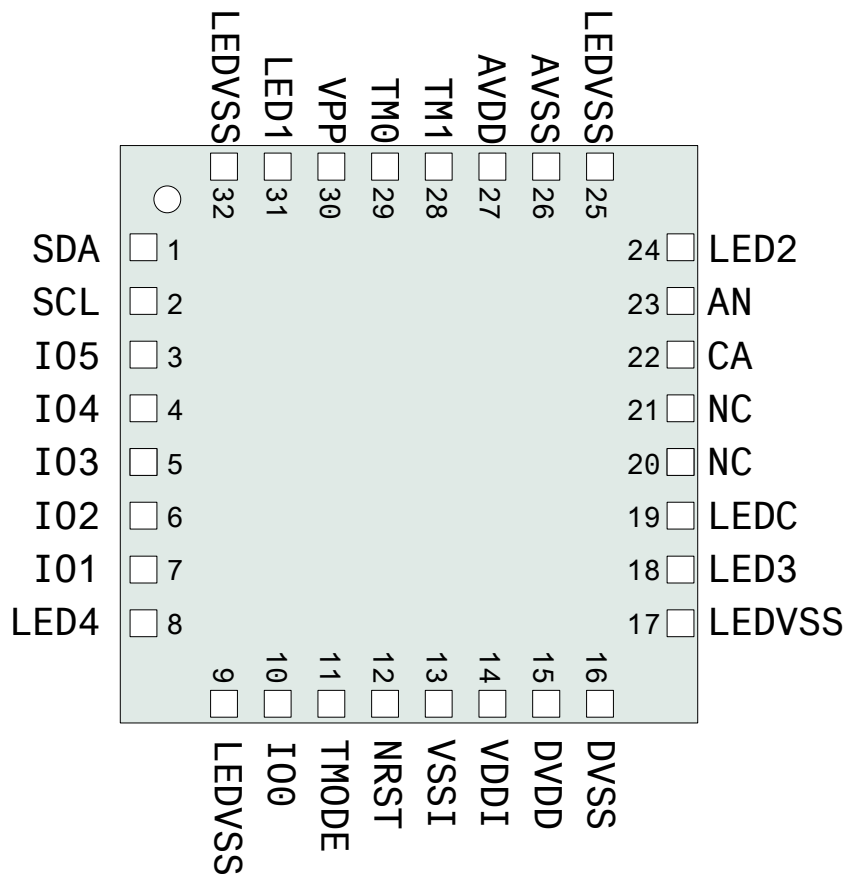 LEDVSS LED1 VPP TM0 TM1 AVDD AVSS LEDVSS
32 31 30 29 28 27 26 25
SDA 1 24 LED2
SCL 2 23 AN
IO5 3 22 CA
IO4 4 21 NC
IO3 5 20 NC
IO2 6 19 LEDC
IO1 7 18 LED3
LED4 8 17 LEDVSS
9 10 11 12 13 14 15 16
LEDVSS IO0 TMODE NRST VSSI VDDI DVDD DVSS